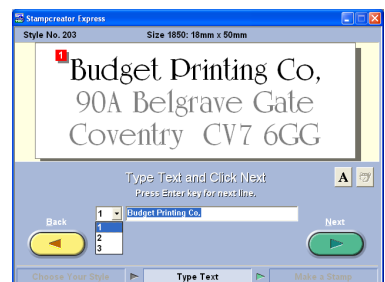 Stampcreator Express
Style No. 203 Size 1850: 18mm x 50mm
1
Budget Printing Co,
90A Belgrave Gate
Coventry CV7 6GG
Type Text and Click Next
Press Enter key for next line.
A
Back 1 Budget Printing Co, Next
1
2
3
Choose Your Style Type Text Make a Stamp